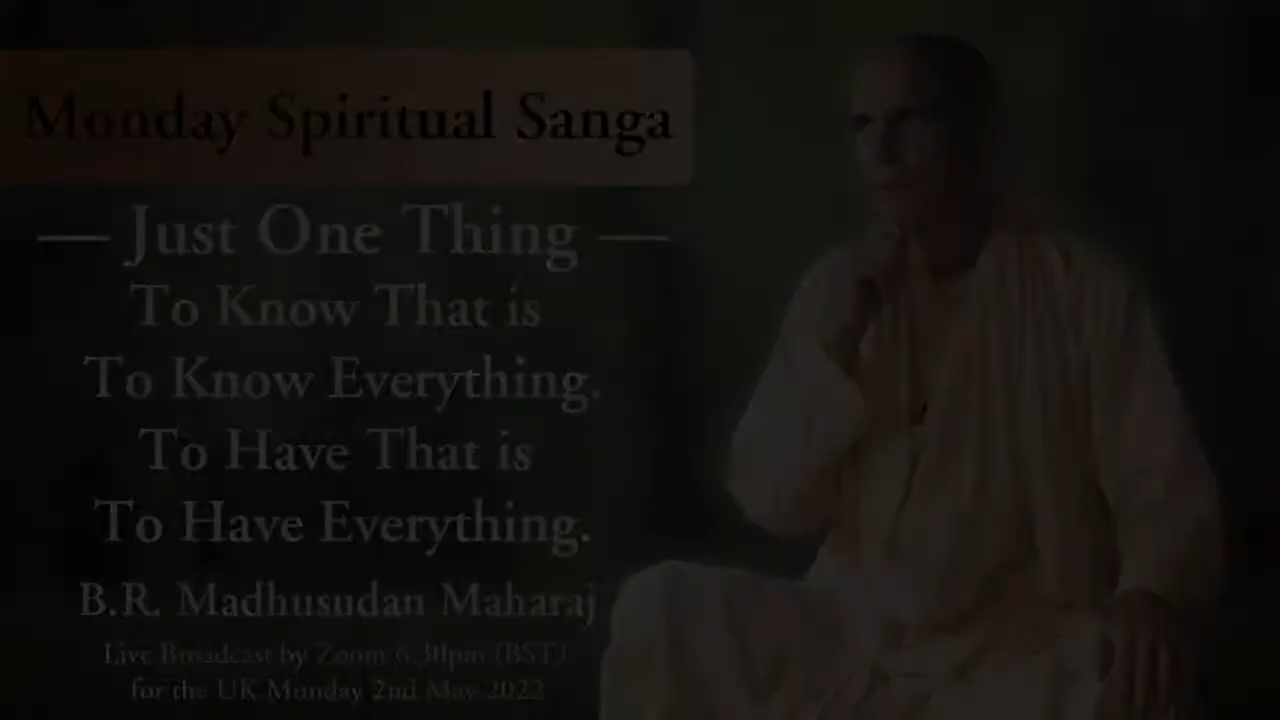 Monday Spiritual Sanga
— Just One Thing —
To Know That is
To Know Everything.
To Have That is
To Have Everything.
B.R. Madhusudan Maharaj
Live Broadcast by Zoom 6:30pm (BST)
for the UK Monday 2nd May 2022